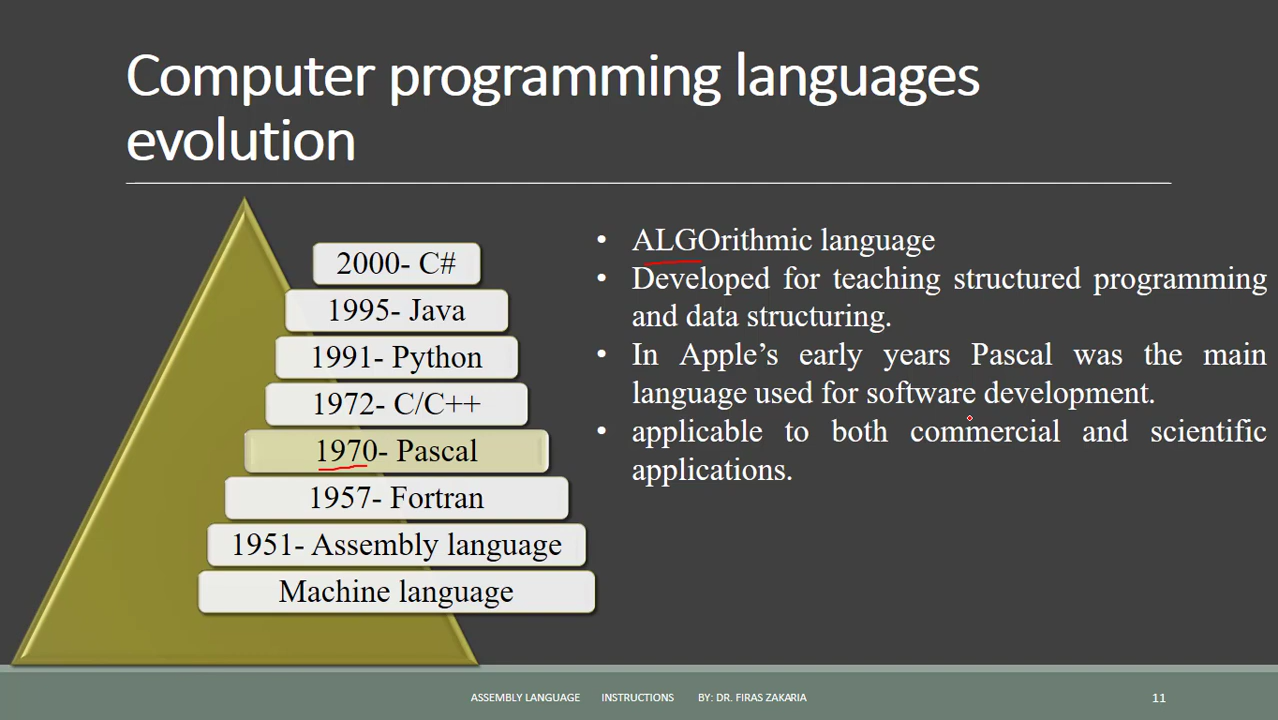 Computer programming languages
evolution
2000- C#
1995- Java
1991- Python
1972- C/C++
1970- Pascal
1957- Fortran
1951- Assembly language
Machine language
• ALGOrithmic language
• Developed for teaching structured programming
and data structuring.
• In Apple’s early years Pascal was the main
language used for software development.
• applicable to both commercial and scientific
applications.
ASSEMBLY LANGUAGE INSTRUCTIONS BY: DR. FIRAS ZAKARIA
11